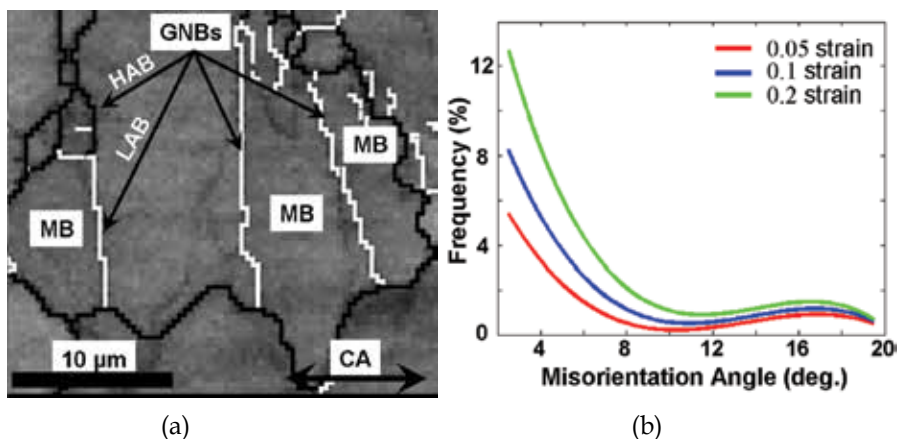 GNBs
HAB
LAB
MB
MB
MB
10 µm
CA
(a)
0.05 strain
0.1 strain
0.2 strain
Frequency (%)
12
8
4
0
4
8
12
16
20
Misorientation Angle (deg.)
(b)